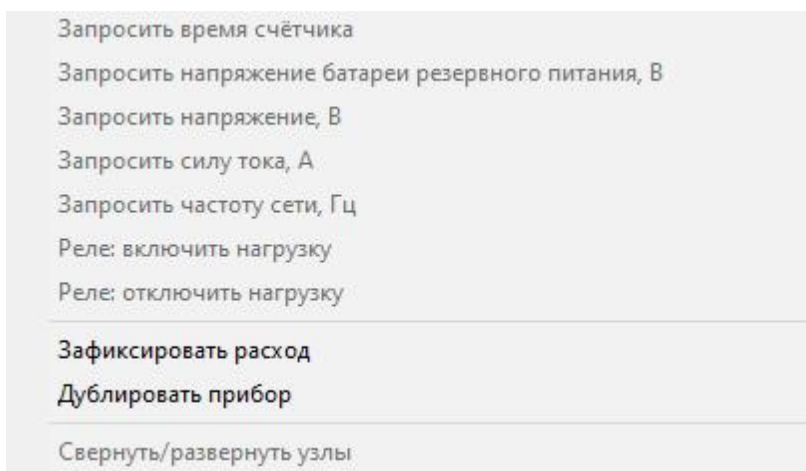 Запросить время счётчика
Запросить напряжение батареи резервного питания, В
Запросить напряжение, В
Запросить силу тока, А
Запросить частоту сети, Гц
Реле: включить нагрузку
Реле: отключить нагрузку
Зафиксировать расход
Дублировать прибор
Свернуть/развернуть узлы